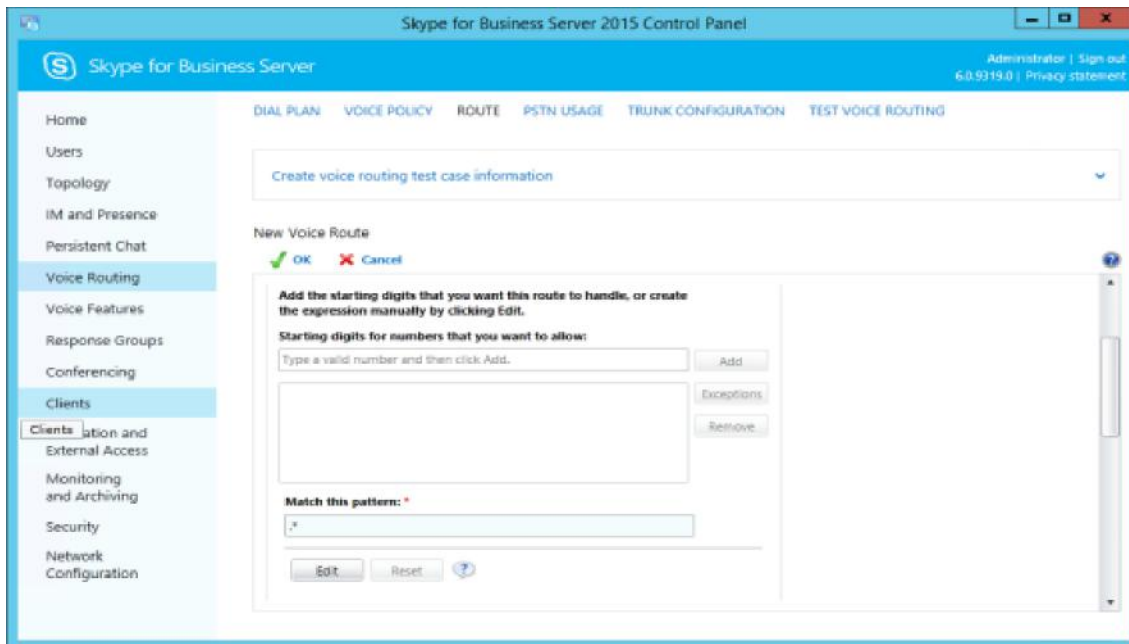 Skype for Business Server 2015 Control Panel
S Skype for Business Server
Administrator | Sign out
6.0.9319.0 | Privacy statement
Home
Users
Topology
IM and Presence
Persistent Chat
Voice Routing
Voice Features
Response Groups
Conferencing
Clients
Clients
ation and
External Access
Monitoring
and Archiving
Security
Network
Configuration
DIAL PLAN VOICE POLICY ROUTE PSTN USAGE TRUNK CONFIGURATION TEST VOICE ROUTING
Create voice routing test case information
New Voice Route
OK Cancel
Add the starting digits that you want this route to handle, or create
the expression manually by clicking Edit.
Starting digits for numbers that you want to allow:
Type a valid number and then click Add.
Add
Exceptions
Remove
Match this pattern: *
.*
Edit Reset ?